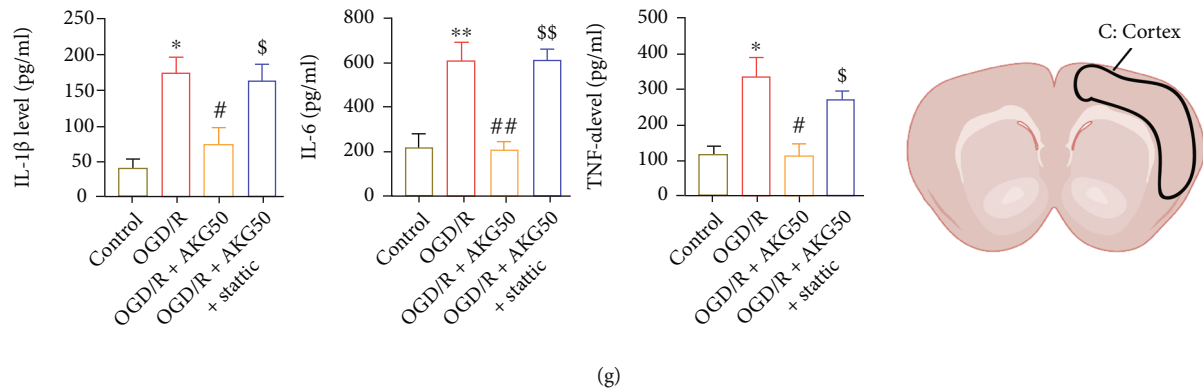 IL-1β level (pg/ml)
250
200
150
100
50
0
*
#
$
Control
OGD/R
OGD/R + AKG50
OGD/R + AKG50
+ stattic
IL-6 (pg/ml)
800
600
400
200
0
**
##
$$
Control
OGD/R
OGD/R + AKG50
OGD/R + AKG50
+ stattic
TNF-αlevel (pg/ml)
500
400
300
200
100
0
*
#
$
Control
OGD/R
OGD/R + AKG50
OGD/R + AKG50
+ stattic
C: Cortex
(g)